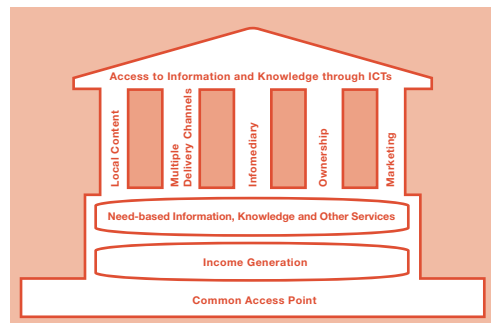 Access to Information and Knowledge through ICTs
Local Content
Multiple
Delivery Channels
Infomediary
Ownership
Marketing
Need-based Information, Knowledge and Other Services
Income Generation
Common Access Point